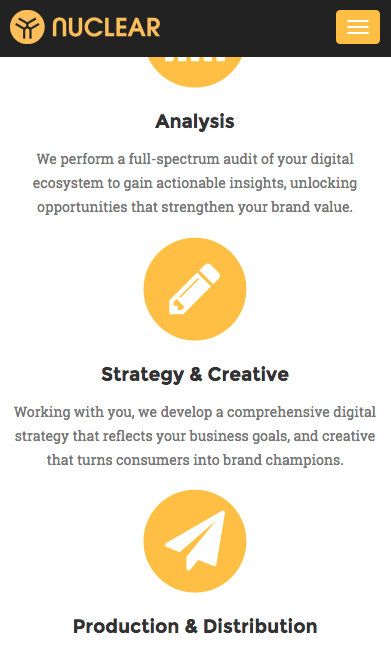 NUCLEAR
Analysis
We perform a full-spectrum audit of your digital
ecosystem to gain actionable insights, unlocking
opportunities that strengthen your brand value.
Strategy & Creative
Working with you, we develop a comprehensive digital
strategy that reflects your business goals, and creative
that turns consumers into brand champions.
Production & Distribution